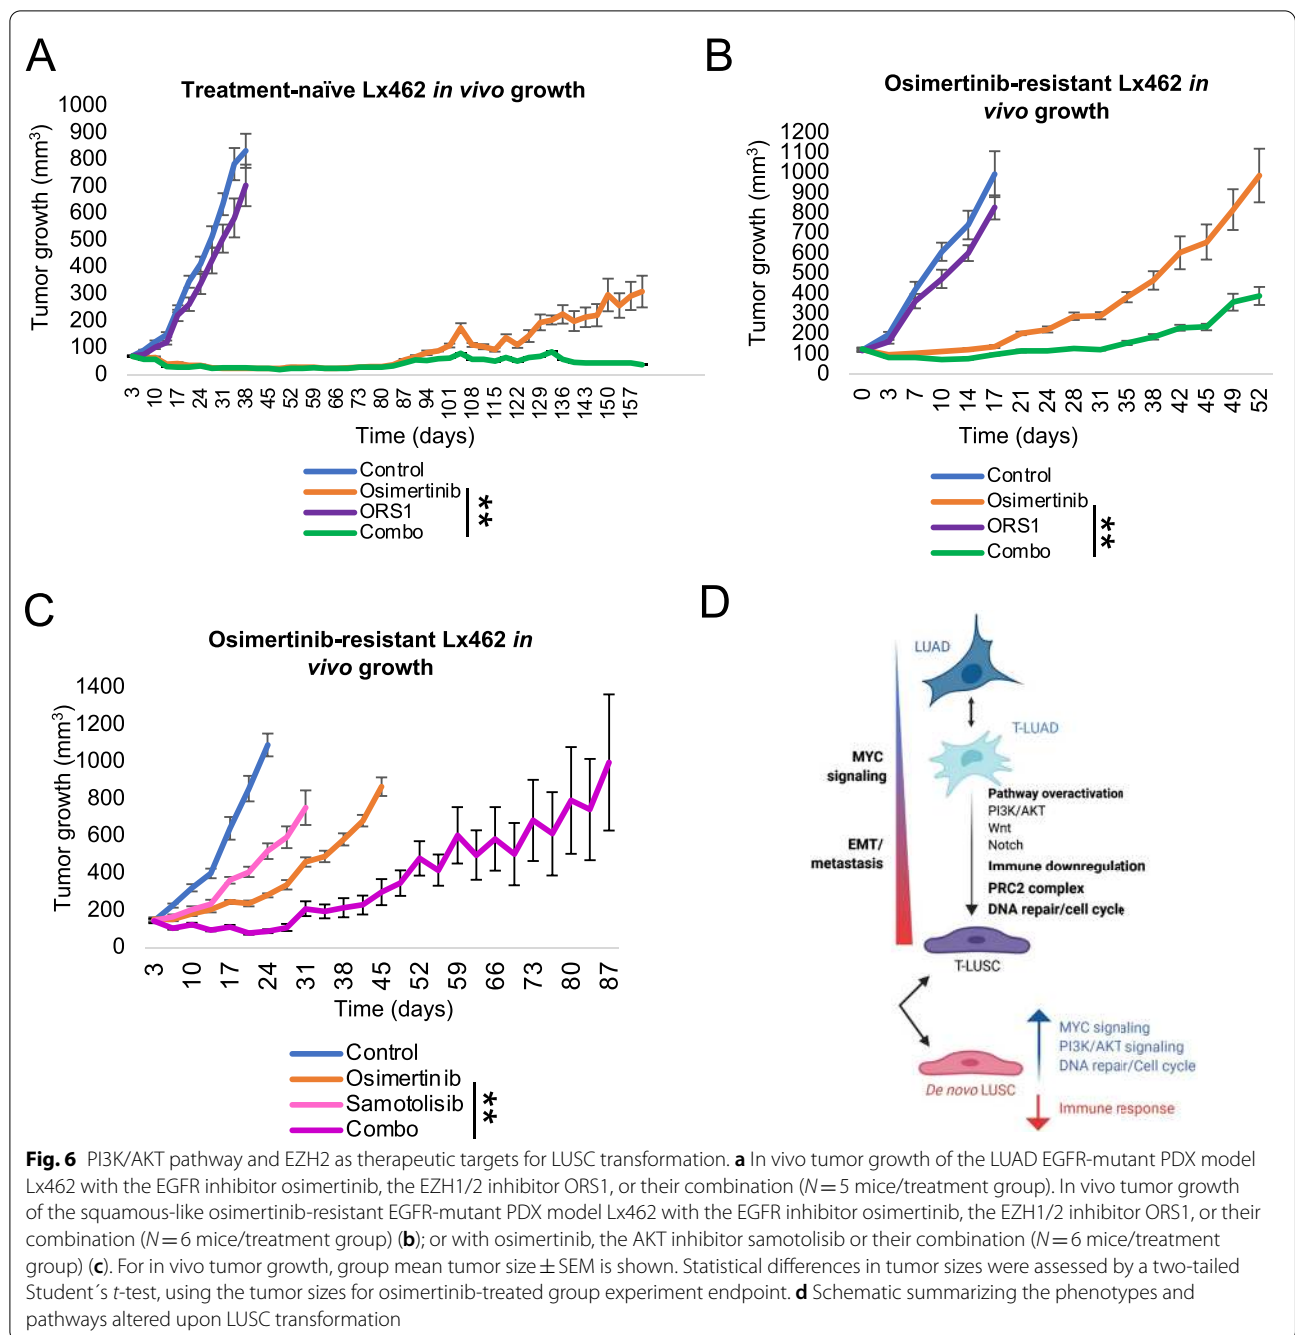 A
Treatment-naïve Lx462 in vivo growth
Tumor growth (mm3)
1000
900
800
700
600
500
400
300
200
100
0
3 10 17 24 31 38 45 52 59 66 73 80 87 94 101 108 115 122 129 136 143 150 157
Time (days)
Control
Osimertinib
ORS1
Combo
**
B
Osimertinib-resistant Lx462 in
vivo growth
Tumor growth (mm3)
1200
1100
1000
900
800
700
600
500
400
300
200
100
0
0 3 7 10 14 17 21 24 28 31 35 38 42 45 49 52
Time (days)
Control
Osimertinib
ORS1
Combo
**
C
Osimertinib-resistant Lx462 in
vivo growth
Tumor growth (mm3)
1400
1200
1000
800
600
400
200
0
3 10 17 24 31 38 45 52 59 66 73 80 87
Time (days)
Control
Osimertinib
Samotolisib
Combo
**
D
LUAD
T-LUAD
MYC
signaling
EMT/
metastasis
Pathway overactivation
PI3K/AKT
Wnt
Notch
Immune downregulation
PRC2 complex
DNA repair/cell cycle
T-LUSC
De novo LUSC
MYC signaling
PI3K/AKT signaling
DNA repair/Cell cycle
Immune response
Fig. 6 PI3K/AKT pathway and EZH2 as therapeutic targets for LUSC transformation. a In vivo tumor growth of the LUAD EGFR-mutant PDX model
Lx462 with the EGFR inhibitor osimertinib, the EZH1/2 inhibitor ORS1, or their combination (N = 5 mice/treatment group). In vivo tumor growth
of the squamous-like osimertinib-resistant EGFR-mutant PDX model Lx462 with the EGFR inhibitor osimertinib, the EZH1/2 inhibitor ORS1, or their
combination (N = 6 mice/treatment group) (b); or with osimertinib, the AKT inhibitor samotolisib or their combination (N = 6 mice/treatment
group) (c). For in vivo tumor growth, group mean tumor size ± SEM is shown. Statistical differences in tumor sizes were assessed by a two-tailed
Student´s t-test, using the tumor sizes for osimertinib-treated group experiment endpoint. d Schematic summarizing the phenotypes and
pathways altered upon LUSC transformation